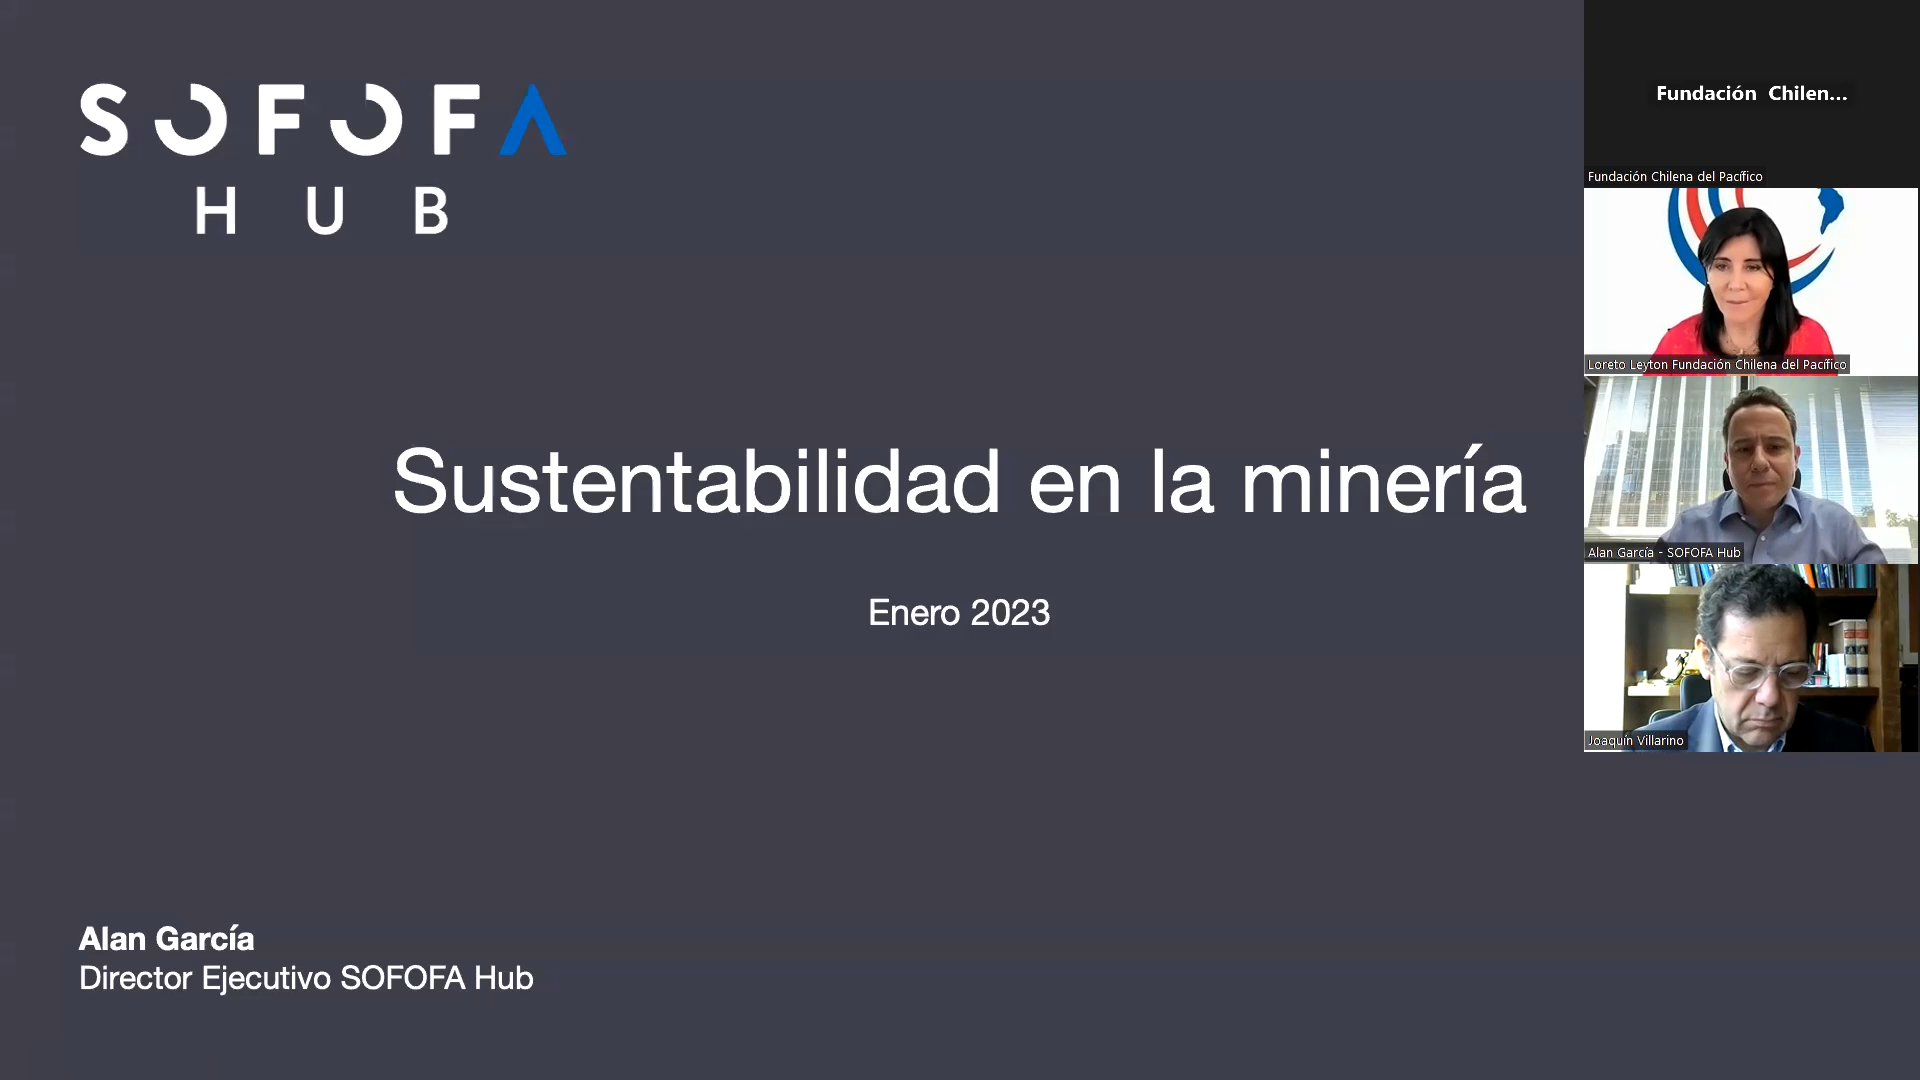 SOFOFA
HUB
Sustentabilidad en la minería
Enero 2023
Alan García
Director Ejecutivo SOFOFA Hub
Fundación Chilen...
Fundación Chilena del Pacífico
Loreto Leyton Fundación Chilena del Pacífico
Alan García - SOFOFA Hub
Joaquín Villarino